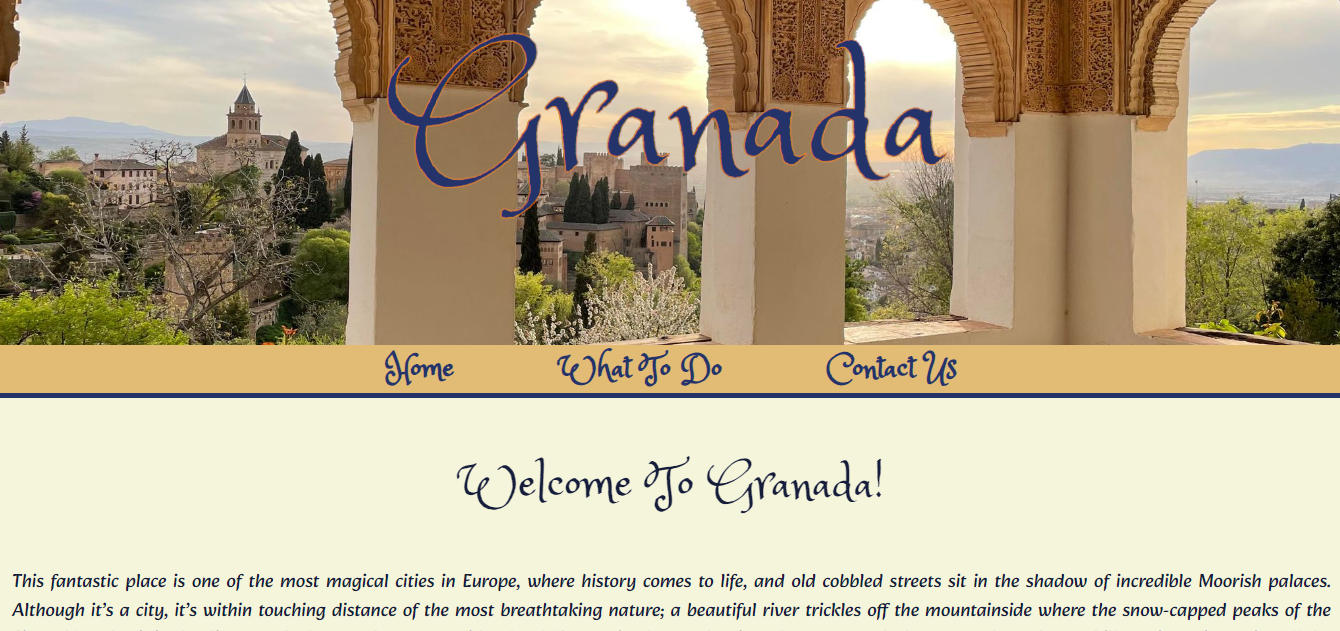 Granada
Home What To Do Contact Us
Welcome To Granada!
This fantastic place is one of the most magical cities in Europe, where history comes to life, and old cobbled streets sit in the shadow of incredible Moorish palaces.
Although it's a city, it's within touching distance of the most breathtaking nature; a beautiful river trickles off the mountainside where the snow-capped peaks of the